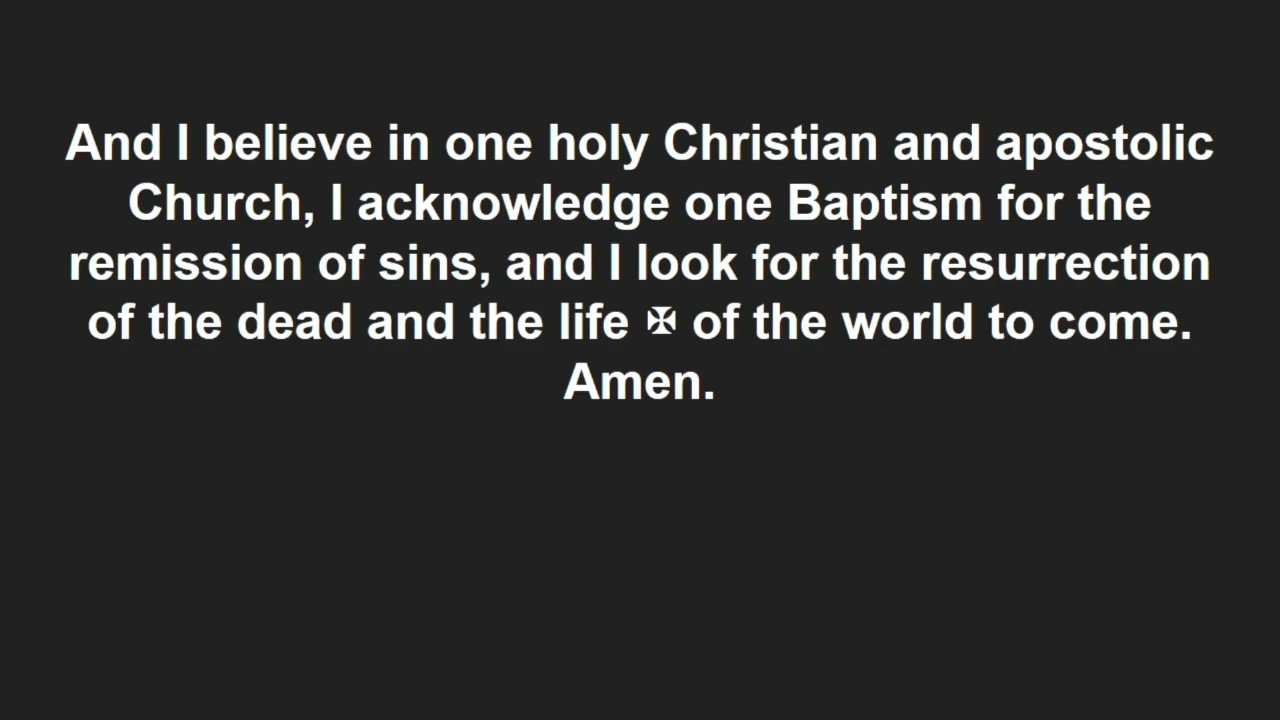 And I believe in one holy Christian and apostolic
Church, I acknowledge one Baptism for the
remission of sins, and I look for the resurrection
of the dead and the life ✠ of the world to come.
Amen.